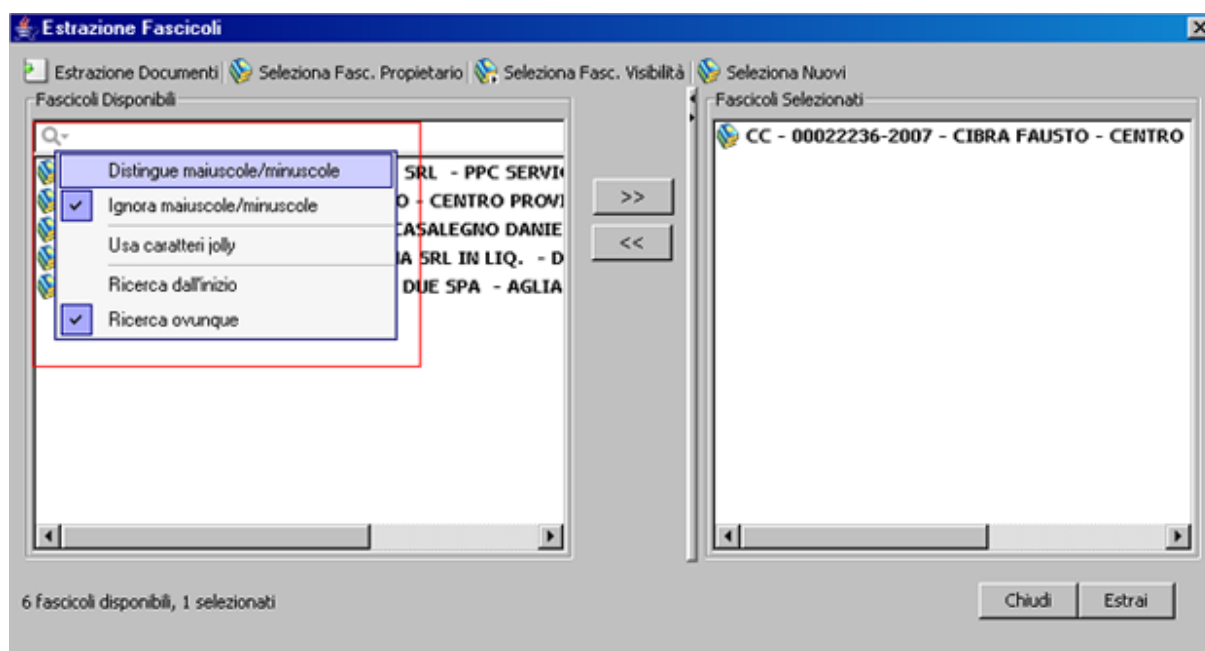 Estrazione Fascicoli
Estrazione Documenti Seleziona Fasc. Propietario Seleziona Fasc. Visibilità Seleziona Nuovi
Fascicoli Disponibili
Fascicoli Selezionati
CC - 00022236-2007 - CIBRA FAUSTO - CENTRO
Distingue maiuscole/minuscole
SRL - PPC SERVI
Ignora maiuscole/minuscole
O - CENTRO PROVI
>>
CASALEGNO DANIE
Usa caratteri jolly
<<
IA SRL IN LIQ. - D
Ricerca dall'inizio
DUE SPA - AGLIA
Ricerca ovunque
6 fascicoli disponibili, 1 selezionati
Chiudi Estrai